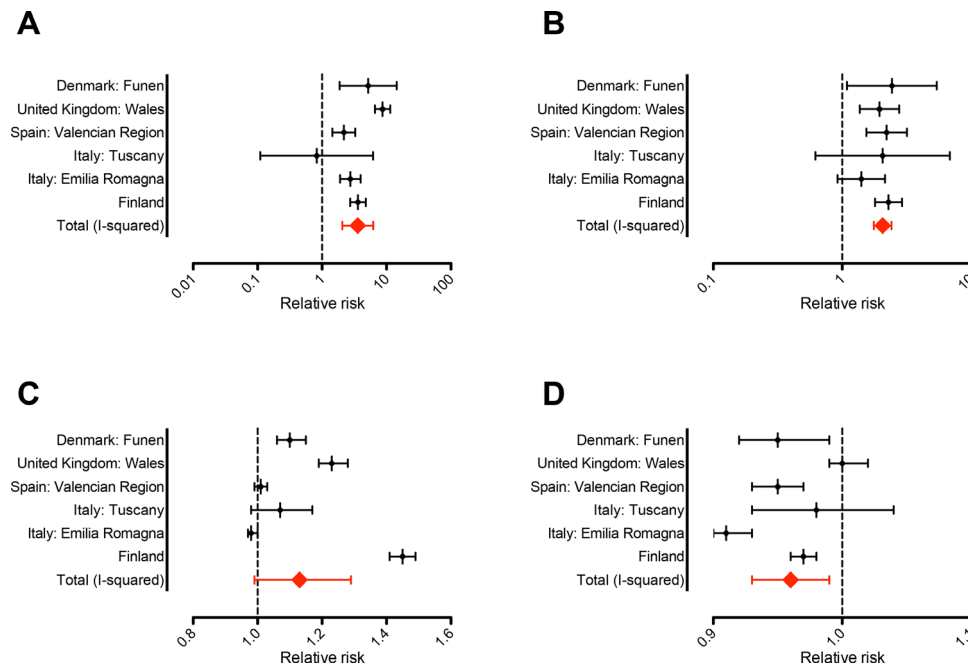 A
Denmark: Funen
United Kingdom: Wales
Spain: Valencian Region
Italy: Tuscany
Italy: Emilia Romagna
Finland
Total (I-squared)
0.01 0.1 1 10 100
Relative risk
B
Denmark: Funen
United Kingdom: Wales
Spain: Valencian Region
Italy: Tuscany
Italy: Emilia Romagna
Finland
Total (I-squared)
0.1 1 10
Relative risk
C
Denmark: Funen
United Kingdom: Wales
Spain: Valencian Region
Italy: Tuscany
Italy: Emilia Romagna
Finland
Total (I-squared)
0.8 1.0 1.2 1.4 1.6
Relative risk
D
Denmark: Funen
United Kingdom: Wales
Spain: Valencian Region
Italy: Tuscany
Italy: Emilia Romagna
Finland
Total (I-squared)
0.9 1.0
Relative risk